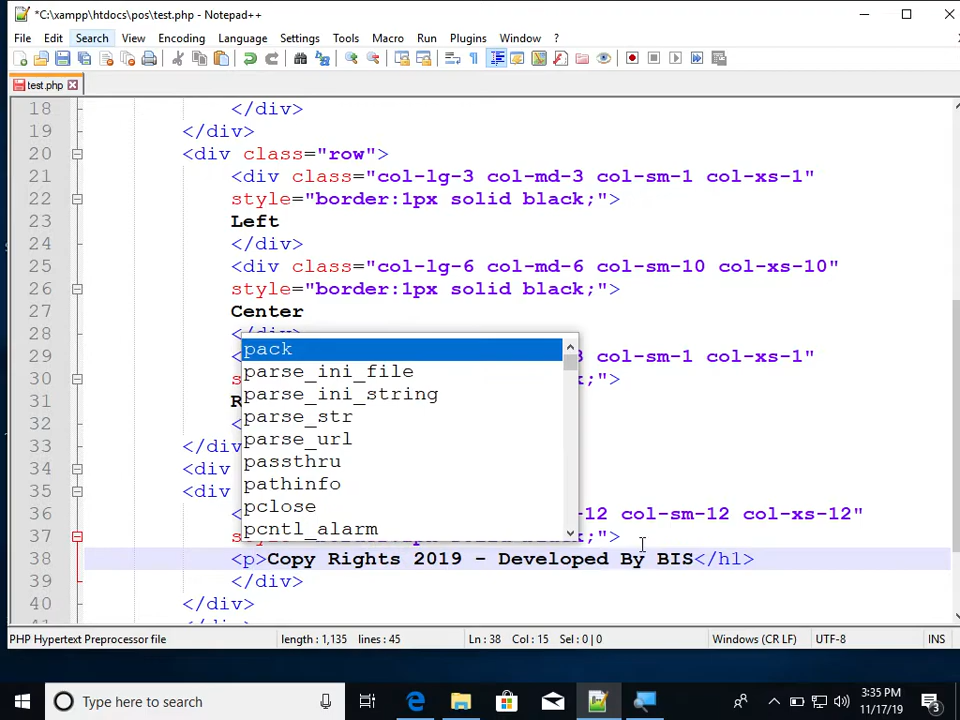 *C:\xampp\htdocs\pos\test.php - Notepad++
File Edit Search View Encoding Language Settings Tools Macro Run Plugins Window ?
test.php
18 </div>
19 </div>
20 <div class="row">
21 <div class="col-lg-3 col-md-3 col-sm-1 col-xs-1"
22 style="border:1px solid black;">
23 Left
24 </div>
25 <div class="col-lg-6 col-md-6 col-sm-10 col-xs-10"
26 style="border:1px solid black;">
27 Center
28 </div>
29 3 col-sm-1 col-xs-1"
30 k;">
31 R
32 <
33 </div
34 <div
35 <div
36 <d -12 col-sm-12 col-xs-12"
37 style="border:1px solid black;">
38 <p>Copy Rights 2019 - Developed By BIS</h1>
39 </div>
40 </div>
41 </div>
pack
parse_ini_file
parse_ini_string
parse_str
parse_url
passthru
pathinfo
pclose
pcntl_alarm
PHP Hypertext Preprocessor file length : 1,135 lines : 45 Ln : 38 Col : 15 Sel : 0 | 0 Windows (CR LF) UTF-8 INS
Type here to search
3:35 PM
11/17/19
3